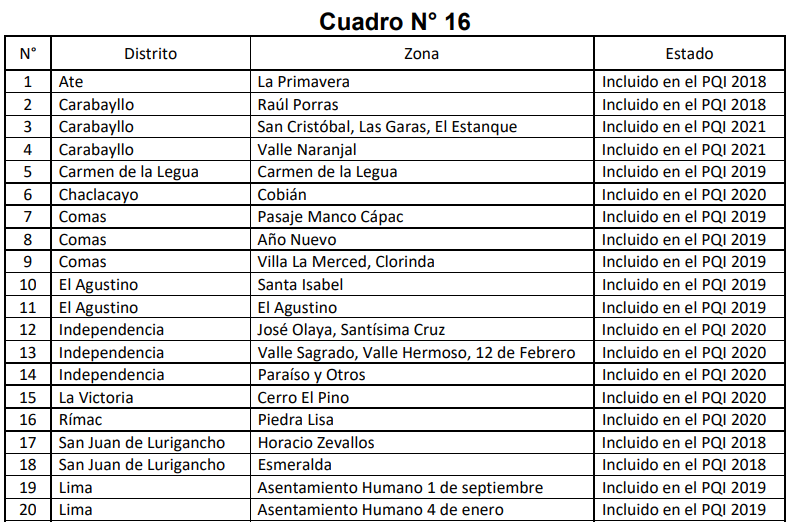 Cuadro N° 16
N° Distrito Zona Estado
1 Ate La Primavera Incluido en el PQI 2018
2 Carabayllo Raúl Porras Incluido en el PQI 2018
3 Carabayllo San Cristóbal, Las Garas, El Estanque Incluido en el PQI 2021
4 Carabayllo Valle Naranjal Incluido en el PQI 2021
5 Carmen de la Legua Carmen de la Legua Incluido en el PQI 2019
6 Chaclacayo Cobián Incluido en el PQI 2020
7 Comas Pasaje Manco Cápac Incluido en el PQI 2019
8 Comas Año Nuevo Incluido en el PQI 2019
9 Comas Villa La Merced, Clorinda Incluido en el PQI 2019
10 El Agustino Santa Isabel Incluido en el PQI 2019
11 El Agustino El Agustino Incluido en el PQI 2019
12 Independencia José Olaya, Santísima Cruz Incluido en el PQI 2020
13 Independencia Valle Sagrado, Valle Hermoso, 12 de Febrero Incluido en el PQI 2020
14 Independencia Paraíso y Otros Incluido en el PQI 2020
15 La Victoria Cerro El Pino Incluido en el PQI 2020
16 Rímac Piedra Lisa Incluido en el PQI 2020
17 San Juan de Lurigancho Horacio Zevallos Incluido en el PQI 2018
18 San Juan de Lurigancho Esmeralda Incluido en el PQI 2018
19 Lima Asentamiento Humano 1 de septiembre Incluido en el PQI 2019
20 Lima Asentamiento Humano 4 de enero Incluido en el PQI 2019